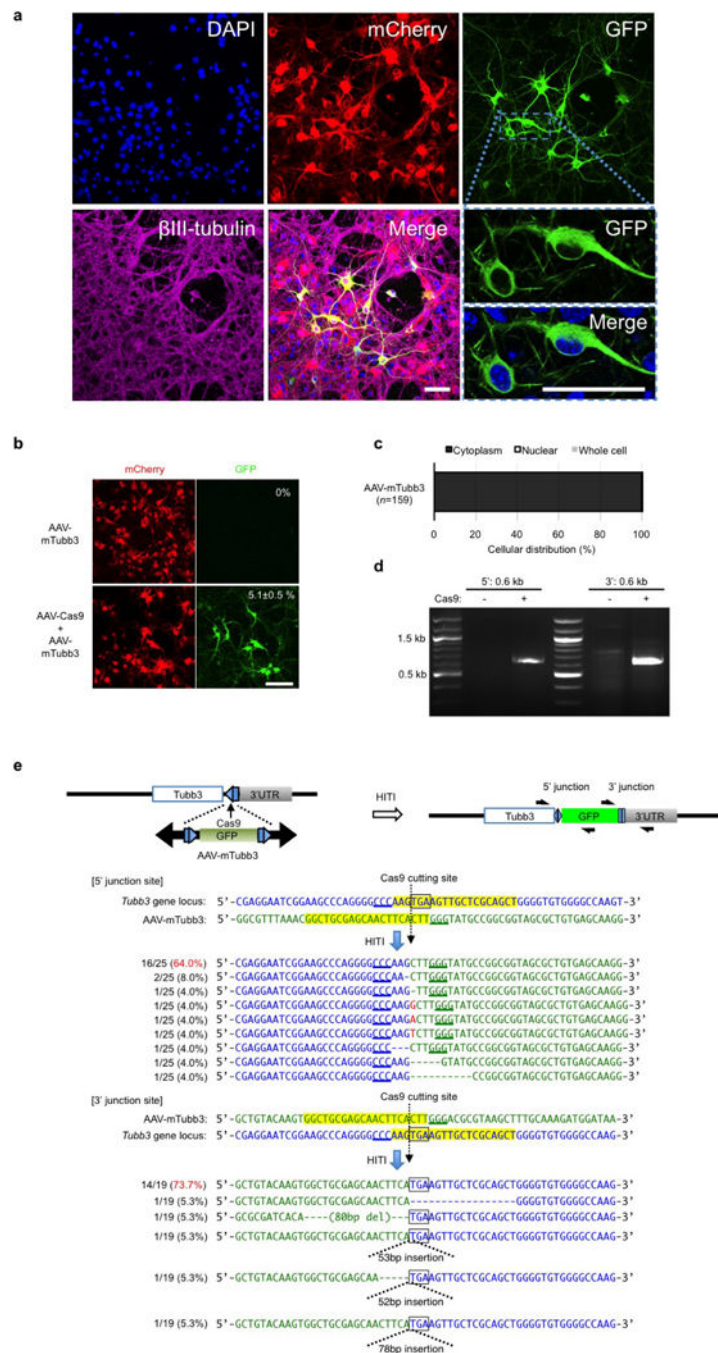 a
DAPI
mCherry
GFP
βIII-tubulin
Merge
GFP
Merge
b
mCherry
GFP
AAV-
mTubb3
0%
AAV-Cas9
+
AAV-
mTubb3
5.1±0.5 %
c
Cytoplasm Nuclear Whole cell
AAV-mTubb3
(n=159)
0 20 40 60 80 100
Cellular distribution (%)
d
5': 0.6 kb 3': 0.6 kb
Cas9: - + - +
1.5 kb
0.5 kb
e
Tubb3 3'UTR
Cas9
GFP
AAV-mTubb3
HITI
5' junction 3' junction
Tubb3 GFP 3'UTR
[5' junction site]
Cas9 cutting site
Tubb3 gene locus: 5'-CGAGGAATCGGAAGCCCAGGGGCCCAAGTGAAGTTGCTCGCAGCTGGGGTGTGGGGCCAAGT-3'
AAV-mTubb3: 5'-GGCGTTTAAACGGCTGCGAGCAACTTCACTTGGGTATGCCGGCGGTAGCGCTGTGAGCAAGG-3'
HITI
16/25 (64.0%) 5'-CGAGGAATCGGAAGCCCAGGGGCCCAAGCTTGGGTATGCCGGCGGTAGCGCTGTGAGCAAGG-3'
2/25 (8.0%) 5'-CGAGGAATCGGAAGCCCAGGGGCCCAA-CTTGGGTATGCCGGCGGTAGCGCTGTGAGCAAGG-3'
1/25 (4.0%) 5'-CGAGGAATCGGAAGCCCAGGGGCCCAAG-TTGGGTATGCCGGCGGTAGCGCTGTGAGCAAGG-3'
1/25 (4.0%) 5'-CGAGGAATCGGAAGCCCAGGGGCCCAAGGCTTGGGTATGCCGGCGGTAGCGCTGTGAGCAAGG-3'
1/25 (4.0%) 5'-CGAGGAATCGGAAGCCCAGGGGCCCAAGACTTGGGTATGCCGGCGGTAGCGCTGTGAGCAAGG-3'
1/25 (4.0%) 5'-CGAGGAATCGGAAGCCCAGGGGCCCAAGTCTTGGGTATGCCGGCGGTAGCGCTGTGAGCAAGG-3'
1/25 (4.0%) 5'-CGAGGAATCGGAAGCCCAGGGGCCC---CTTGGGTATGCCGGCGGTAGCGCTGTGAGCAAGG-3'
1/25 (4.0%) 5'-CGAGGAATCGGAAGCCCAGGGGCCCAAG-----GTATGCCGGCGGTAGCGCTGTGAGCAAGG-3'
1/25 (4.0%) 5'-CGAGGAATCGGAAGCCCAGGGGCCCAAG----------CCGGCGGTAGCGCTGTGAGCAAGG-3'
[3' junction site]
Cas9 cutting site
AAV-mTubb3: 5'-GCTGTACAAGTGGCTGCGAGCAACTTCACTTGGGACGCGTAAGCTTTGCAAAGATGGATAA-3'
Tubb3 gene locus: 5'-CGAGGAATCGGAAGCCCAGGGGCCCAAGTGAAGTTGCTCGCAGCTGGGGTGTGGGGCCAAG-3'
HITI
14/19 (73.7%) 5'-GCTGTACAAGTGGCTGCGAGCAACTTCATGAAGTTGCTCGCAGCTGGGGTGTGGGGCCAAG-3'
1/19 (5.3%) 5'-GCTGTACAAGTGGCTGCGAGCAACTTCA----------------GGGGTGTGGGGCCAAG-3'
1/19 (5.3%) 5'-GCGCGATCACA----(80bp del)----TGAAGTTGCTCGCAGCTGGGGTGTGGGGCCAAG-3'
1/19 (5.3%) 5'-GCTGTACAAGTGGCTGCGAGCAACTTCATGAAGTTGCTCGCAGCTGGGGTGTGGGGCCAAG-3'
53bp insertion
1/19 (5.3%) 5'-GCTGTACAAGTGGCTGCGAGCAA-----TGAAGTTGCTCGCAGCTGGGGTGTGGGGCCAAG-3'
52bp insertion
1/19 (5.3%) 5'-GCTGTACAAGTGGCTGCGAGCAACTTCATGAAGTTGCTCGCAGCTGGGGTGTGGGGCCAAG-3'
78bp insertion